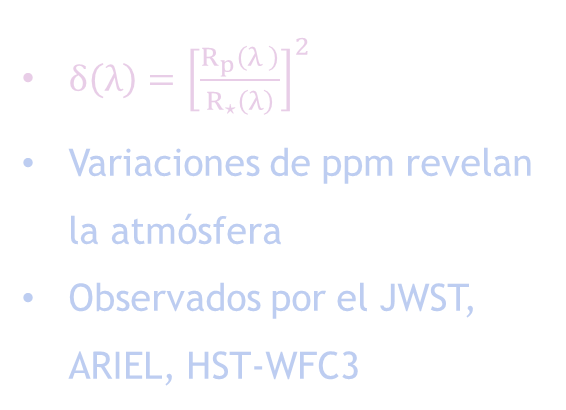 • δ(λ) = [Rp(λ)/R⋆(λ)]²
• Variaciones de ppm revelan
la atmósfera
• Observados por el JWST,
ARIEL, HST-WFC3